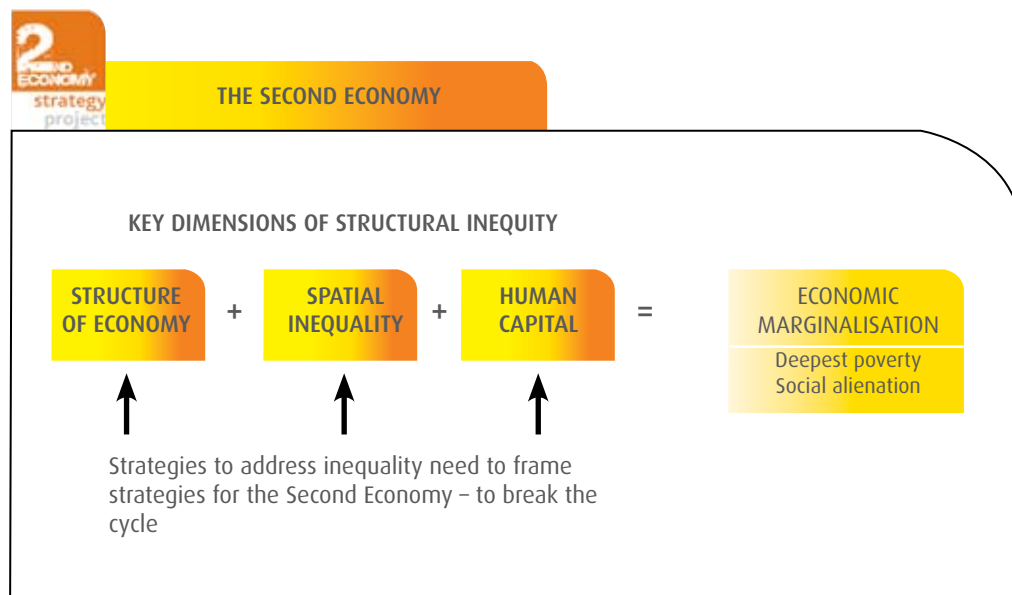 2
ECONOMY
strategy
project
THE SECOND ECONOMY
KEY DIMENSIONS OF STRUCTURAL INEQUITY
STRUCTURE
OF ECONOMY
+
SPATIAL
INEQUALITY
+
HUMAN
CAPITAL
=
ECONOMIC
MARGINALISATION
Deepest poverty
Social alienation
Strategies to address inequality need to frame
strategies for the Second Economy – to break the
cycle